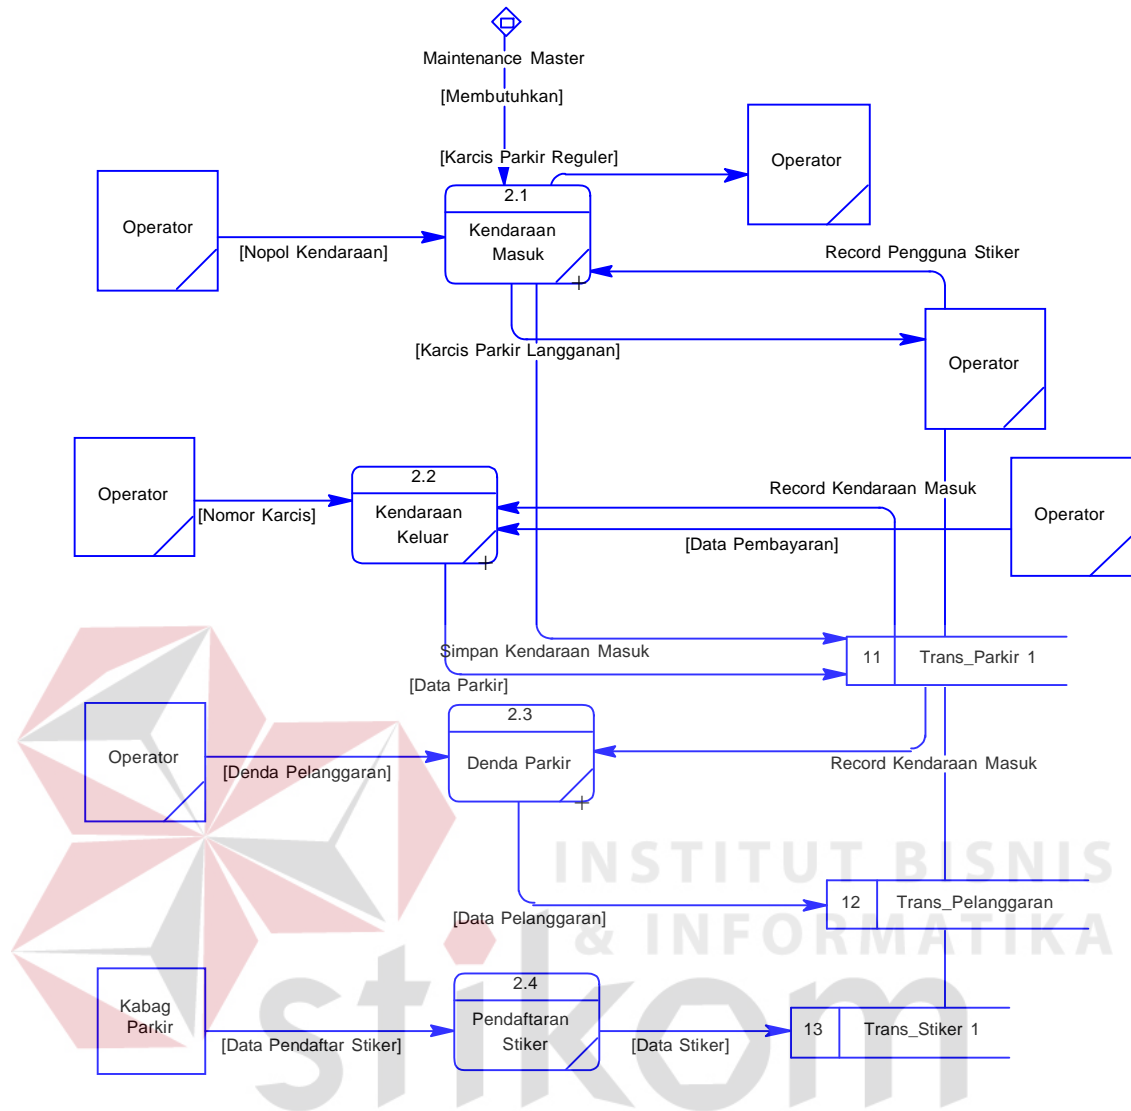 Maintenance Master
[Membutuhkan]
[Karcis Parkir Reguler]
Operator
2.1
Kendaraan
Masuk
Operator
[Nopol Kendaraan]
Record Pengguna Stiker
[Karcis Parkir Langganan]
Operator
2.2
Kendaraan
Keluar
Operator
[Nomor Karcis]
Record Kendaraan Masuk
Operator
[Data Pembayaran]
Simpan Kendaraan Masuk
11
Trans_Parkir 1
[Data Parkir]
2.3
Denda Parkir
Operator
[Denda Pelanggaran]
Record Kendaraan Masuk
INSTITUT BISNIS
& INFORMATIKA
stikom
12
Trans_Pelanggaran
[Data Pelanggaran]
2.4
Pendaftaran
Stiker
Kabag
Parkir
[Data Pendaftar Stiker]
[Data Stiker]
13
Trans_Stiker 1